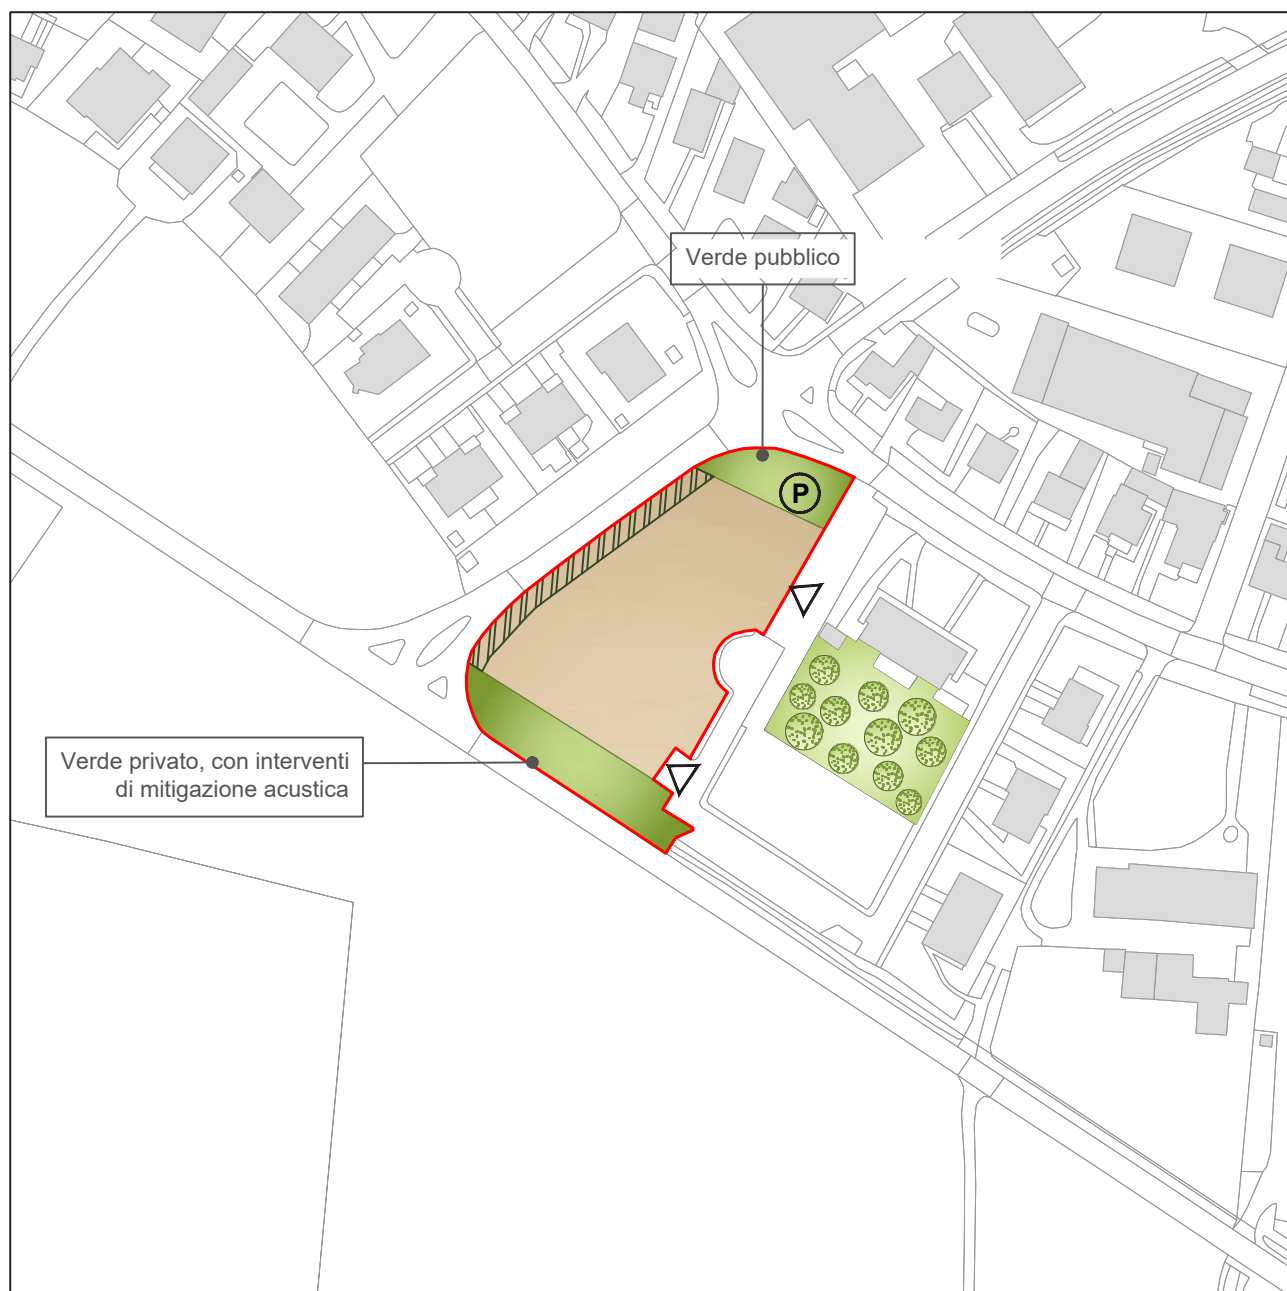 Verde pubblico
P
Verde privato, con interventi
di mitigazione acustica